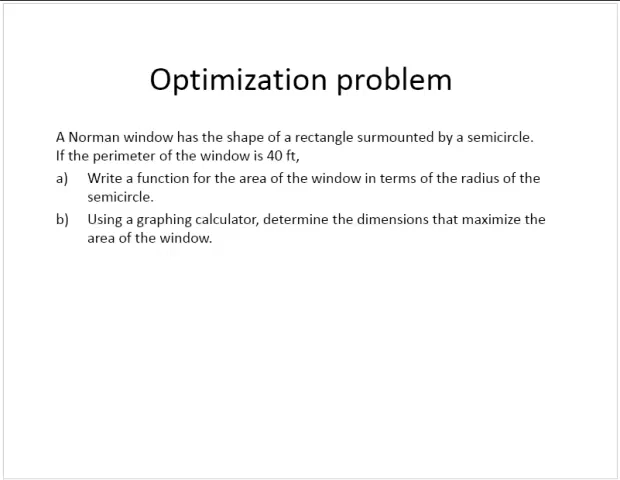 Optimization problem
A Norman window has the shape of a rectangle surmounted by a semicircle.
If the perimeter of the window is 40 ft,
a) Write a function for the area of the window in terms of the radius of the
semicircle.
b) Using a graphing calculator, determine the dimensions that maximize the
area of the window.